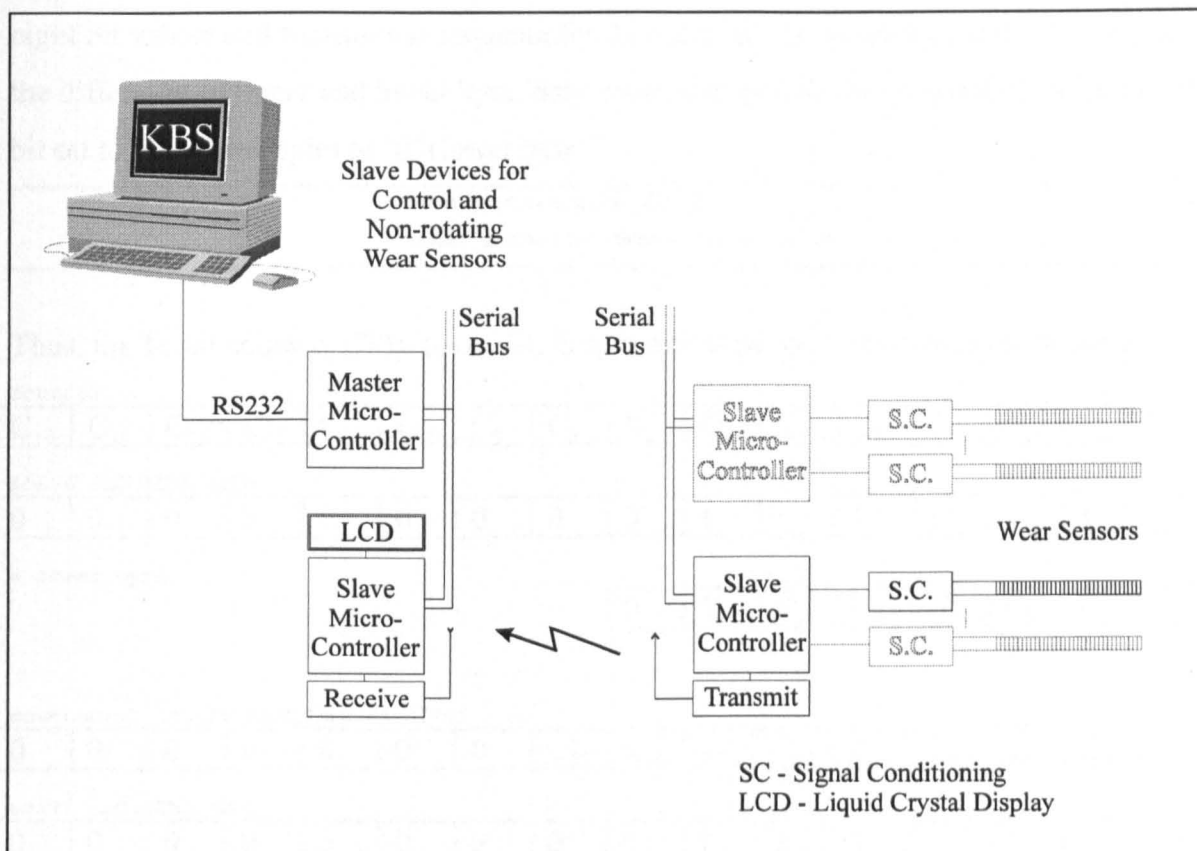 KBS
Slave Devices for
Control and
Non-rotating
Wear Sensors
Serial
Bus
Serial
Bus
RS232
Master
Micro-
Controller
Slave
Micro-
Controller
S.C.
S.C.
LCD
Wear Sensors
Slave
Micro-
Controller
Receive
Slave
Micro-
Controller
S.C.
S.C.
Transmit
SC - Signal Conditioning
LCD - Liquid Crystal Display